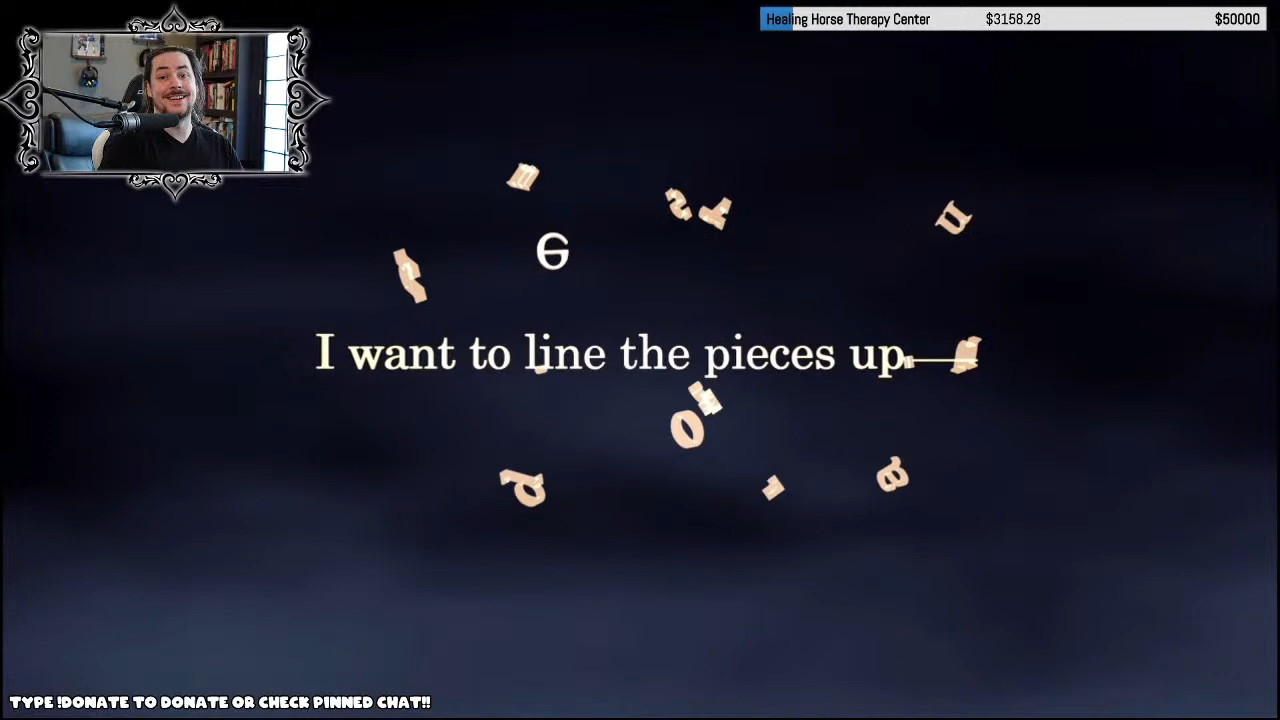 Healing Horse Therapy Center $3158.28 $50000
I want to line the pieces up—
TYPE !DONATE TO DONATE OR CHECK PINNED CHAT!!